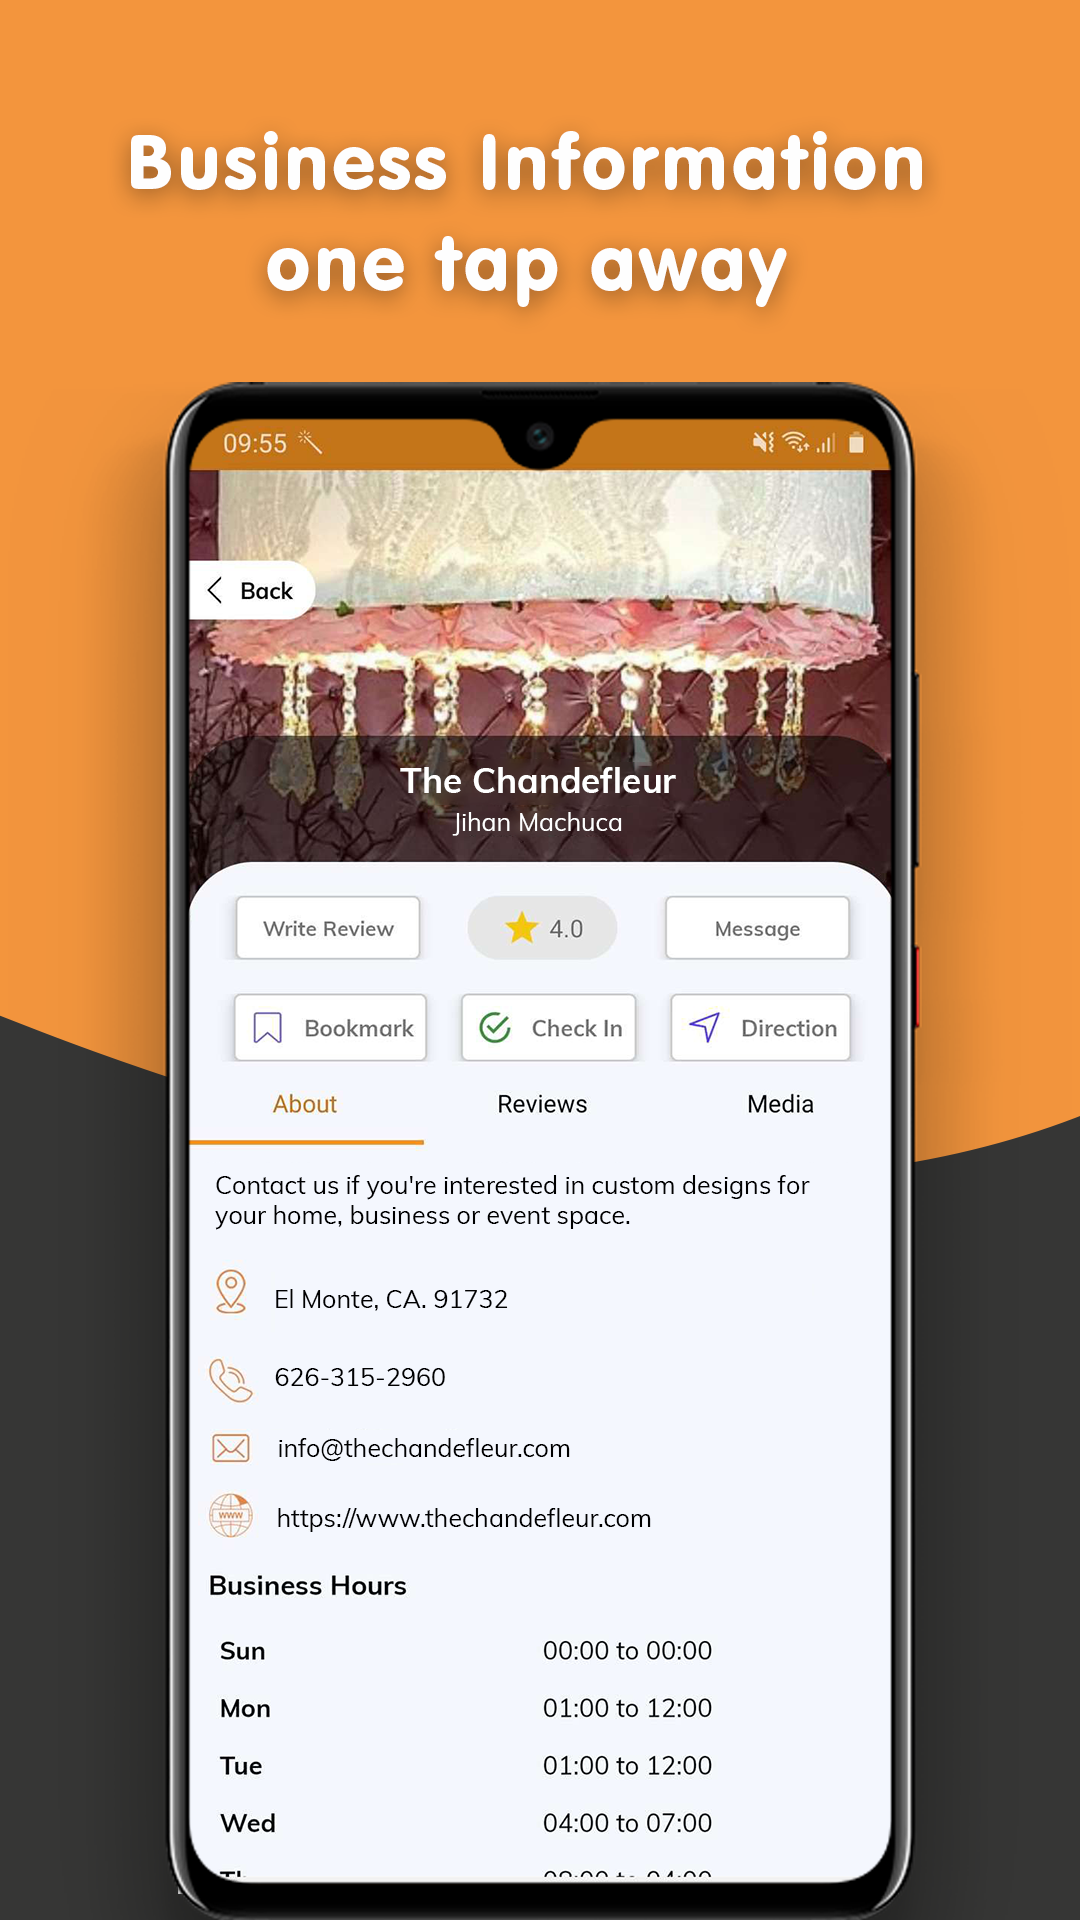 Business Information
one tap away
09:55
Back
The Chandefleur
Jihan Machuca
Write Review
4.0
Message
Bookmark
Check In
Direction
About
Reviews
Media
Contact us if you're interested in custom designs for
your home, business or event space.
El Monte, CA. 91732
626-315-2960
info@thechandefleur.com
www
https://www.thechandefleur.com
Business Hours
Sun 00:00 to 00:00
Mon 01:00 to 12:00
Tue 01:00 to 12:00
Wed 04:00 to 07:00